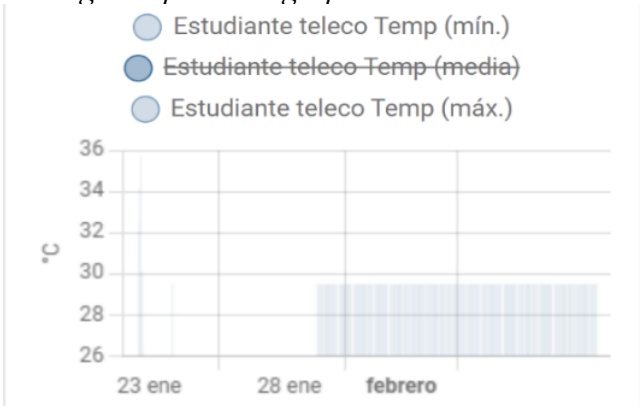 Estudiante teleco Temp (mín.)
Estudiante teleco Temp (media)
Estudiante teleco Temp (máx.)
36
34
32
°C
30
28
26
23 ene 28 ene febrero